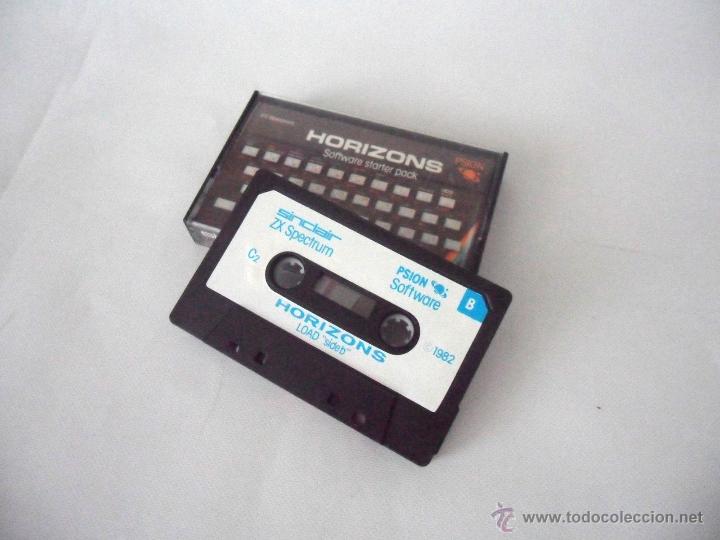 HORIZONS
Software starter pack
PSION
sinclair
ZX Spectrum
C2
PSION
Software
B
HORIZONS
LOAD "sideb"
©1982
© www.todocoleccion.net